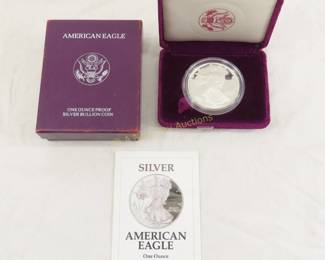 AMERICAN EAGLE
ONE OUNCE PROOF
SILVER BULLION COIN
Auctions
SILVER
AMERICAN
EAGLE
One Ounce